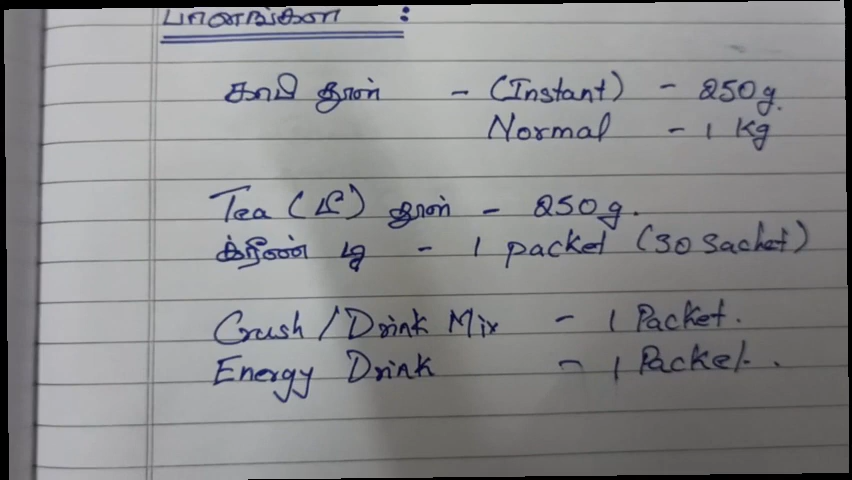 பானங்கள் :
காபி தூள் - (Instant) - 250g.
Normal - 1 Kg
Tea (டீ) தூள் - 250g.
க்ரீண் டீ - 1 packet (30 Sachet)
Crush / Drink Mix - 1 Packet.
Energy Drink - 1 Packet.